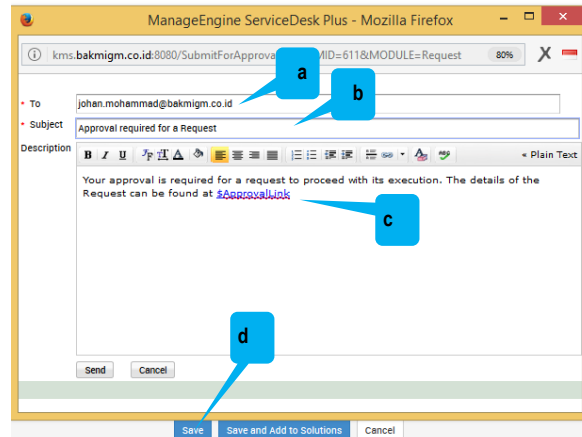 ManageEngine ServiceDesk Plus - Mozilla Firefox
kms.bakmigm.co.id:8080/SubmitForApprova MID=611&MODULE=Request 80% X
a
b
* To johan.mohammad@bakmigm.co.id
* Subject Approval required for a Request
Description B I U « Plain Text
Your approval is required for a request to proceed with its execution. The details of the
Request can be found at $ApprovalLink
c
d
Send Cancel
Save Save and Add to Solutions Cancel